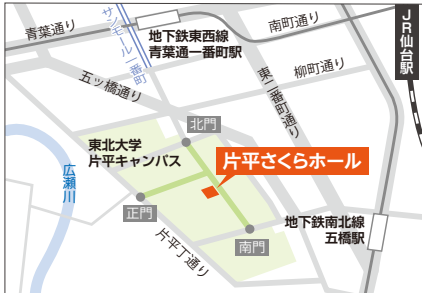 青葉通り
サンモール一番町
地下鉄東西線
青葉通一番町駅
南町通り
JR仙台駅
五ッ橋通り
東二番町通り
柳町通り
北門
東北大学
片平キャンパス
片平さくらホール
広瀬川
正門
片平丁通り
南門
地下鉄南北線
五橋駅